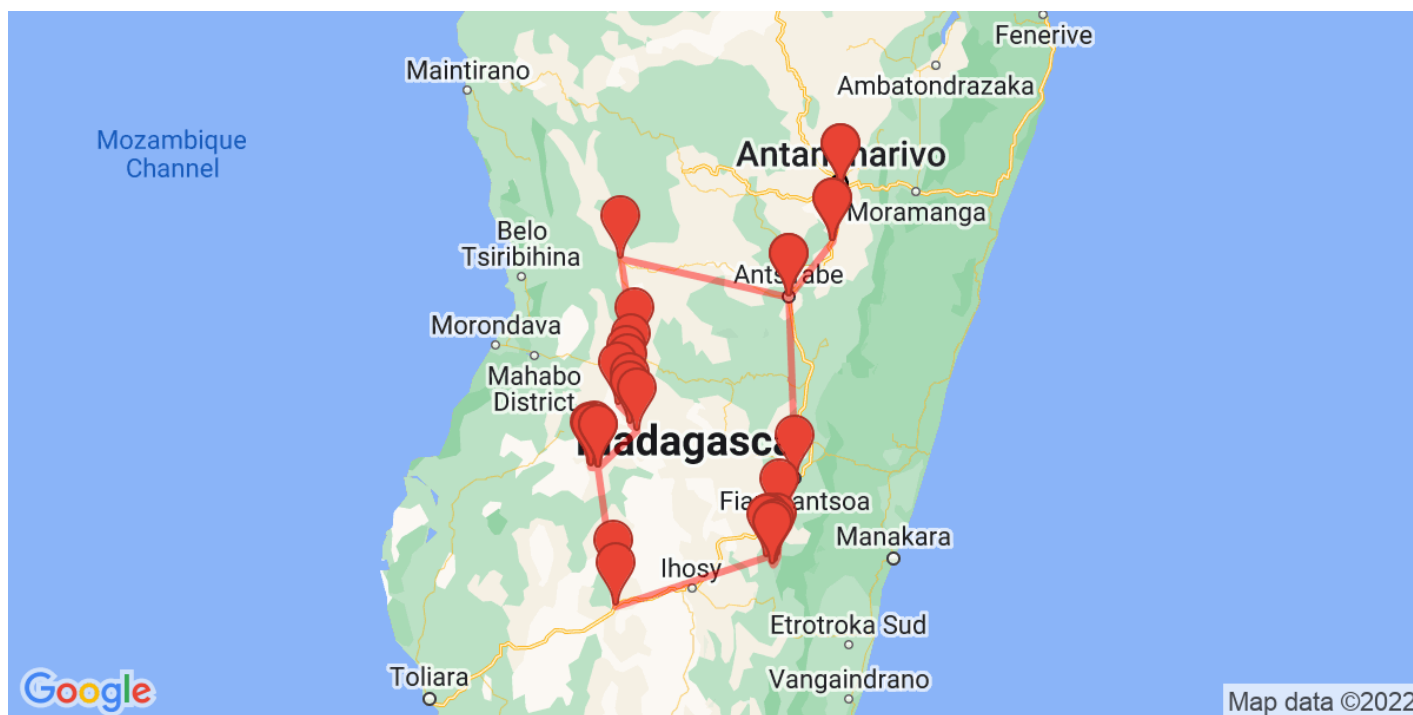 Fenerive
Maintirano
Ambatondrazaka
Mozambique
Channel
Moramanga
Belo
Tsiribihina
Morondava
Mahabo
District
Manakara
Ihosy
Etrotroka Sud
Toliara
Vangaindrano
Google
Map data ©2022